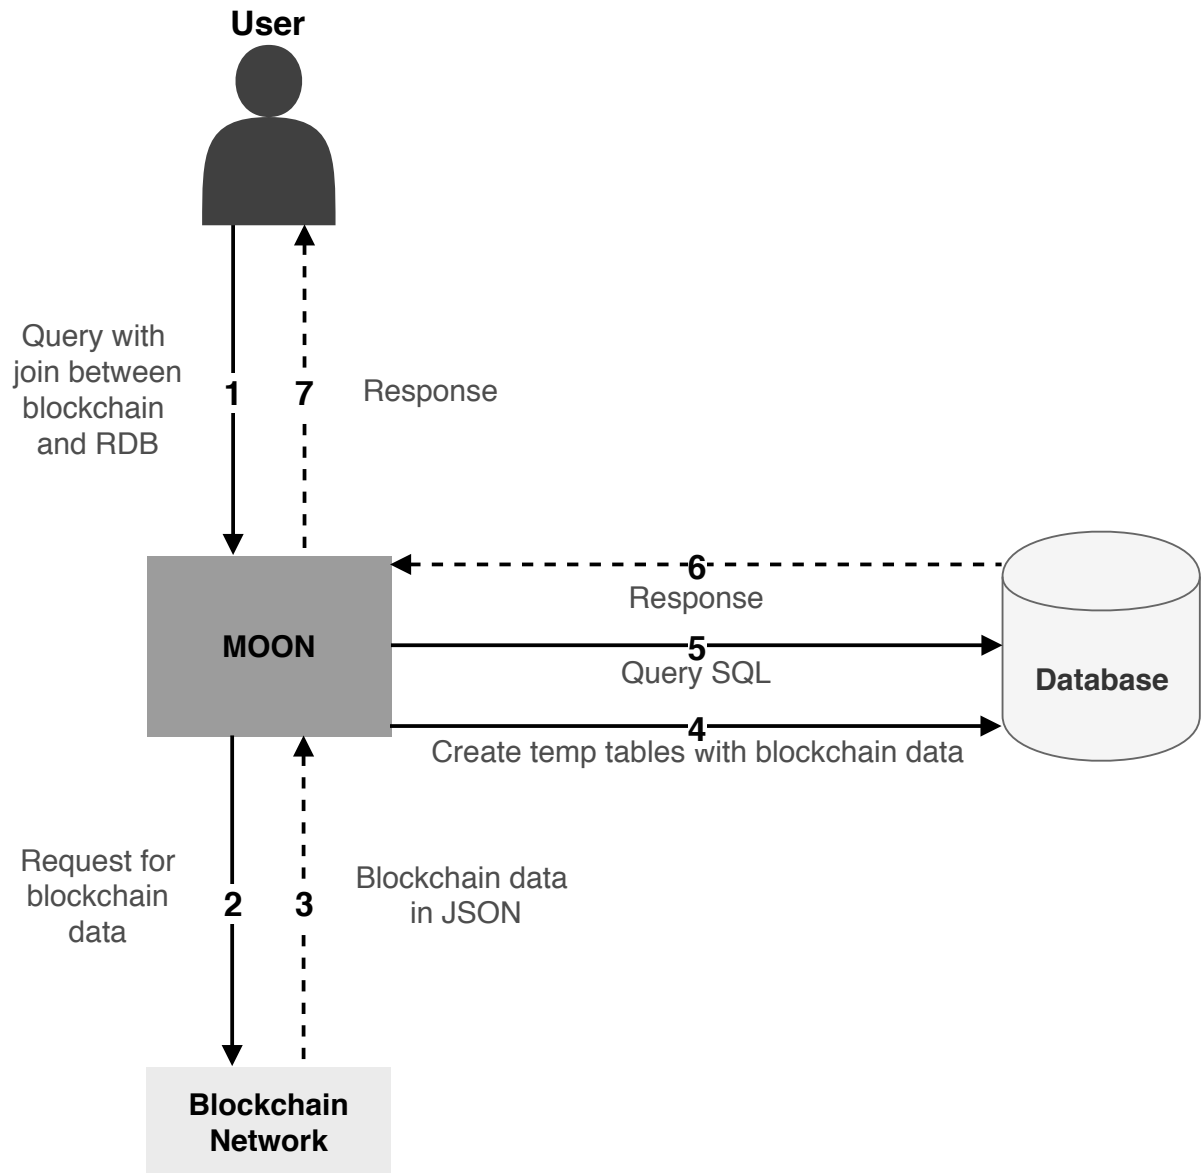 User
Query with
join between
blockchain
and RDB
1
7
Response
MOON
6
Response
5
Query SQL
4
Create temp tables with blockchain data
Database
Request for
blockchain
data
2
3
Blockchain data
in JSON
Blockchain
Network